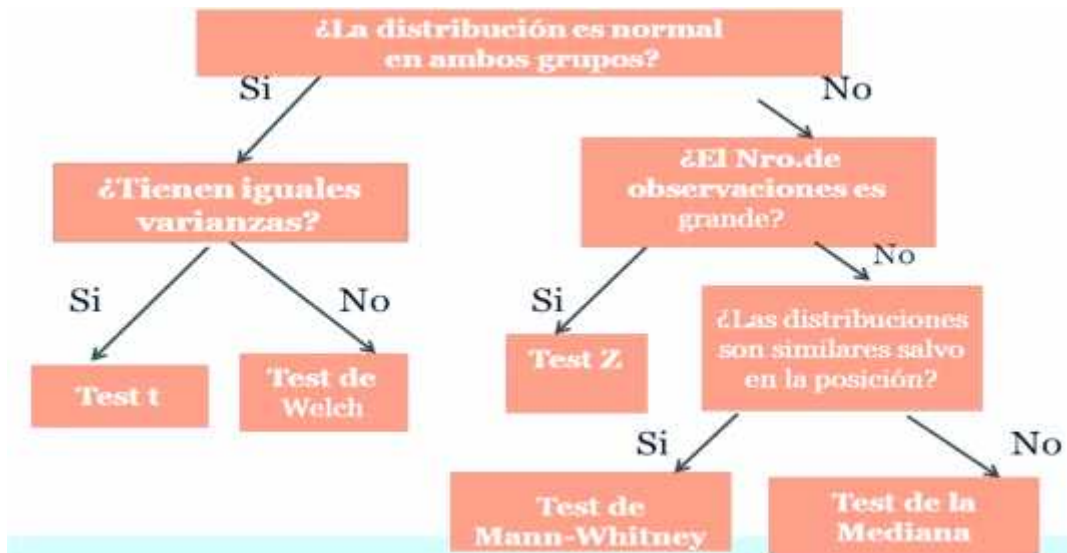 ¿La distribución es normal
en ambos grupos?
Si
No
¿Tienen iguales
varianzas?
¿El Nro.de
observaciones es
grande?
Si
No
Si
No
¿Las distribuciones
son similares salvo
en la posición?
Test t
Test de
Welch
Test Z
Si
No
Test de
Mann-Whitney
Test de la
Mediana